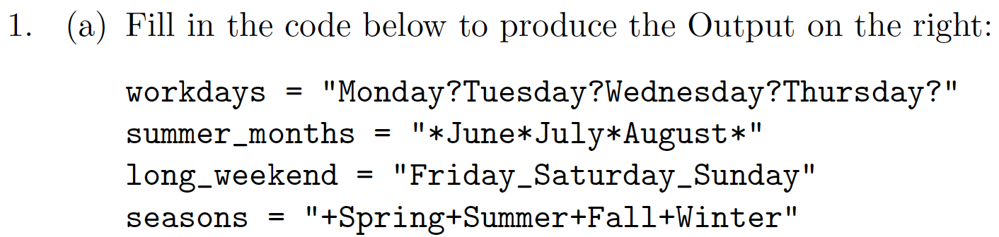 1. (a) Fill in the code below to produce the Output on the right:
workdays = "Monday?Tuesday?Wednesday?Thursday?"
summer_months = "*June*July*August*"
long_weekend = "Friday_Saturday_Sunday"
seasons = "+Spring+Summer+Fall+Winter"